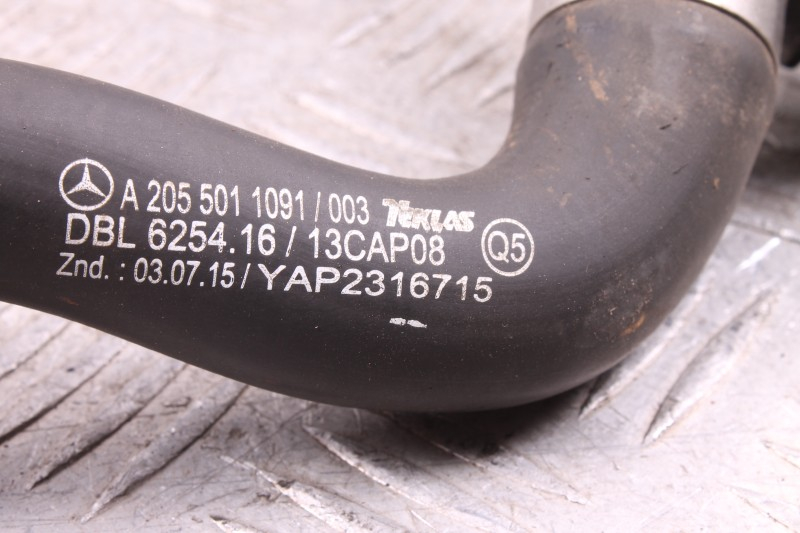 A 205 501 1091 / 003 TEKLAS
DBL 6254.16 / 13CAP08 Q5
Znd. : 03.07.15 / YAP2316715